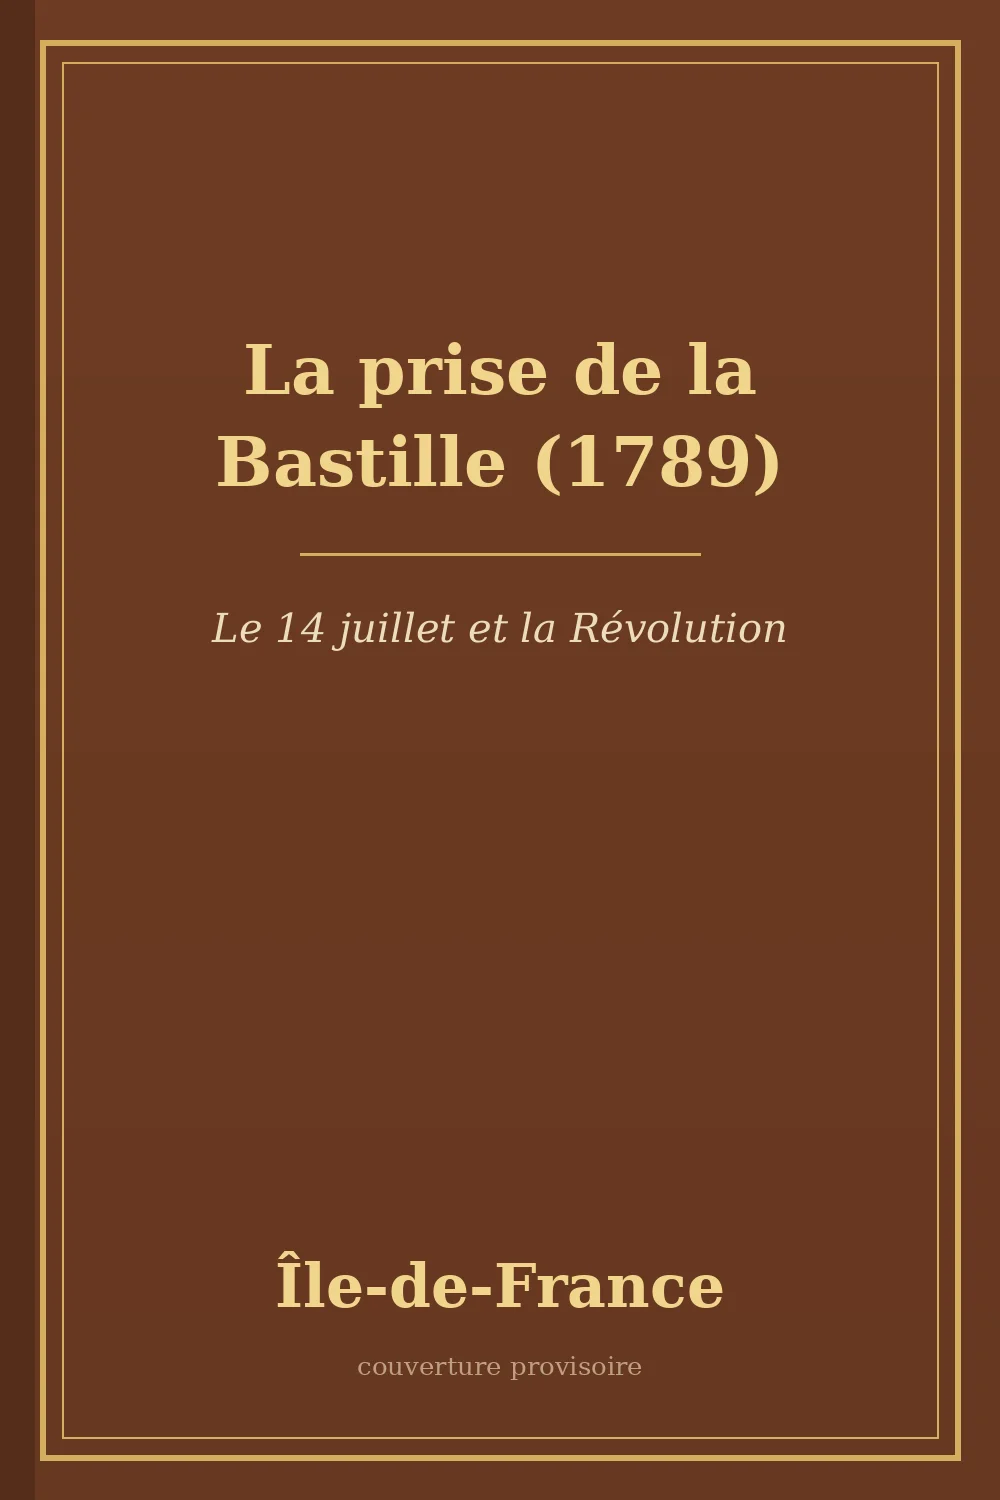 La prise de la
Bastille (1789)
Le 14 juillet et la Révolution
Île-de-France
couverture provisoire